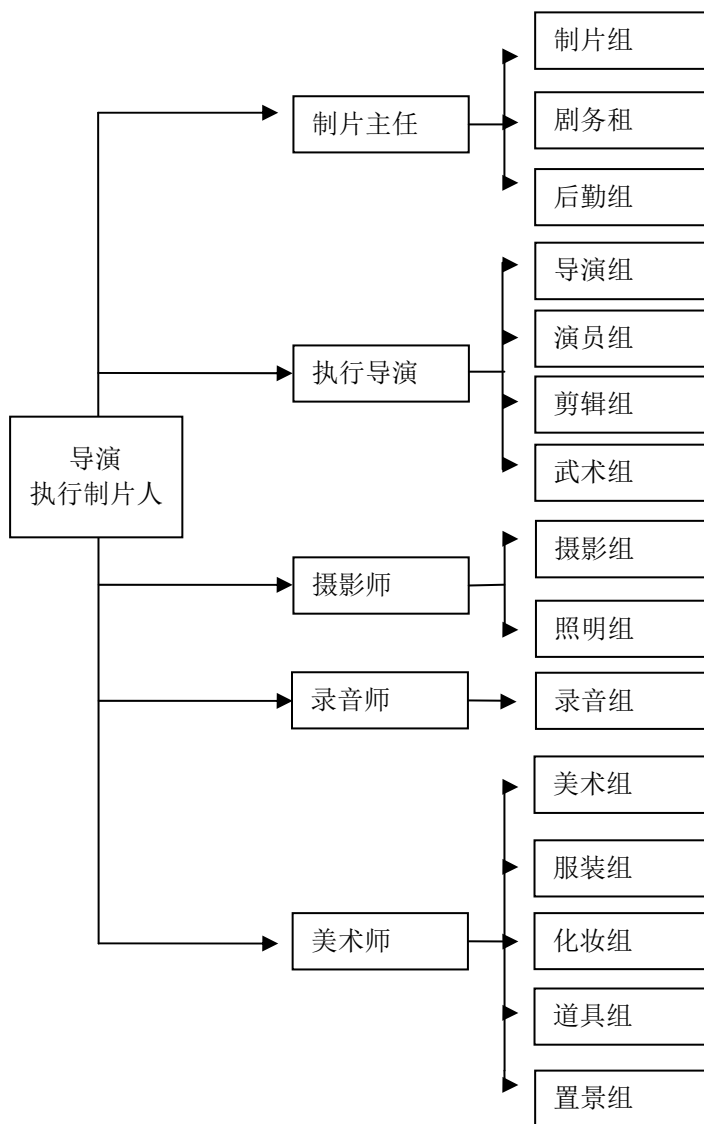 制片组
制片主任
剧务租
后勤组
导演组
演员组
执行导演
剪辑组
武术组
导演
执行制片人
摄影组
摄影师
照明组
录音师
录音组
美术组
服装组
美术师
化妆组
道具组
置景组